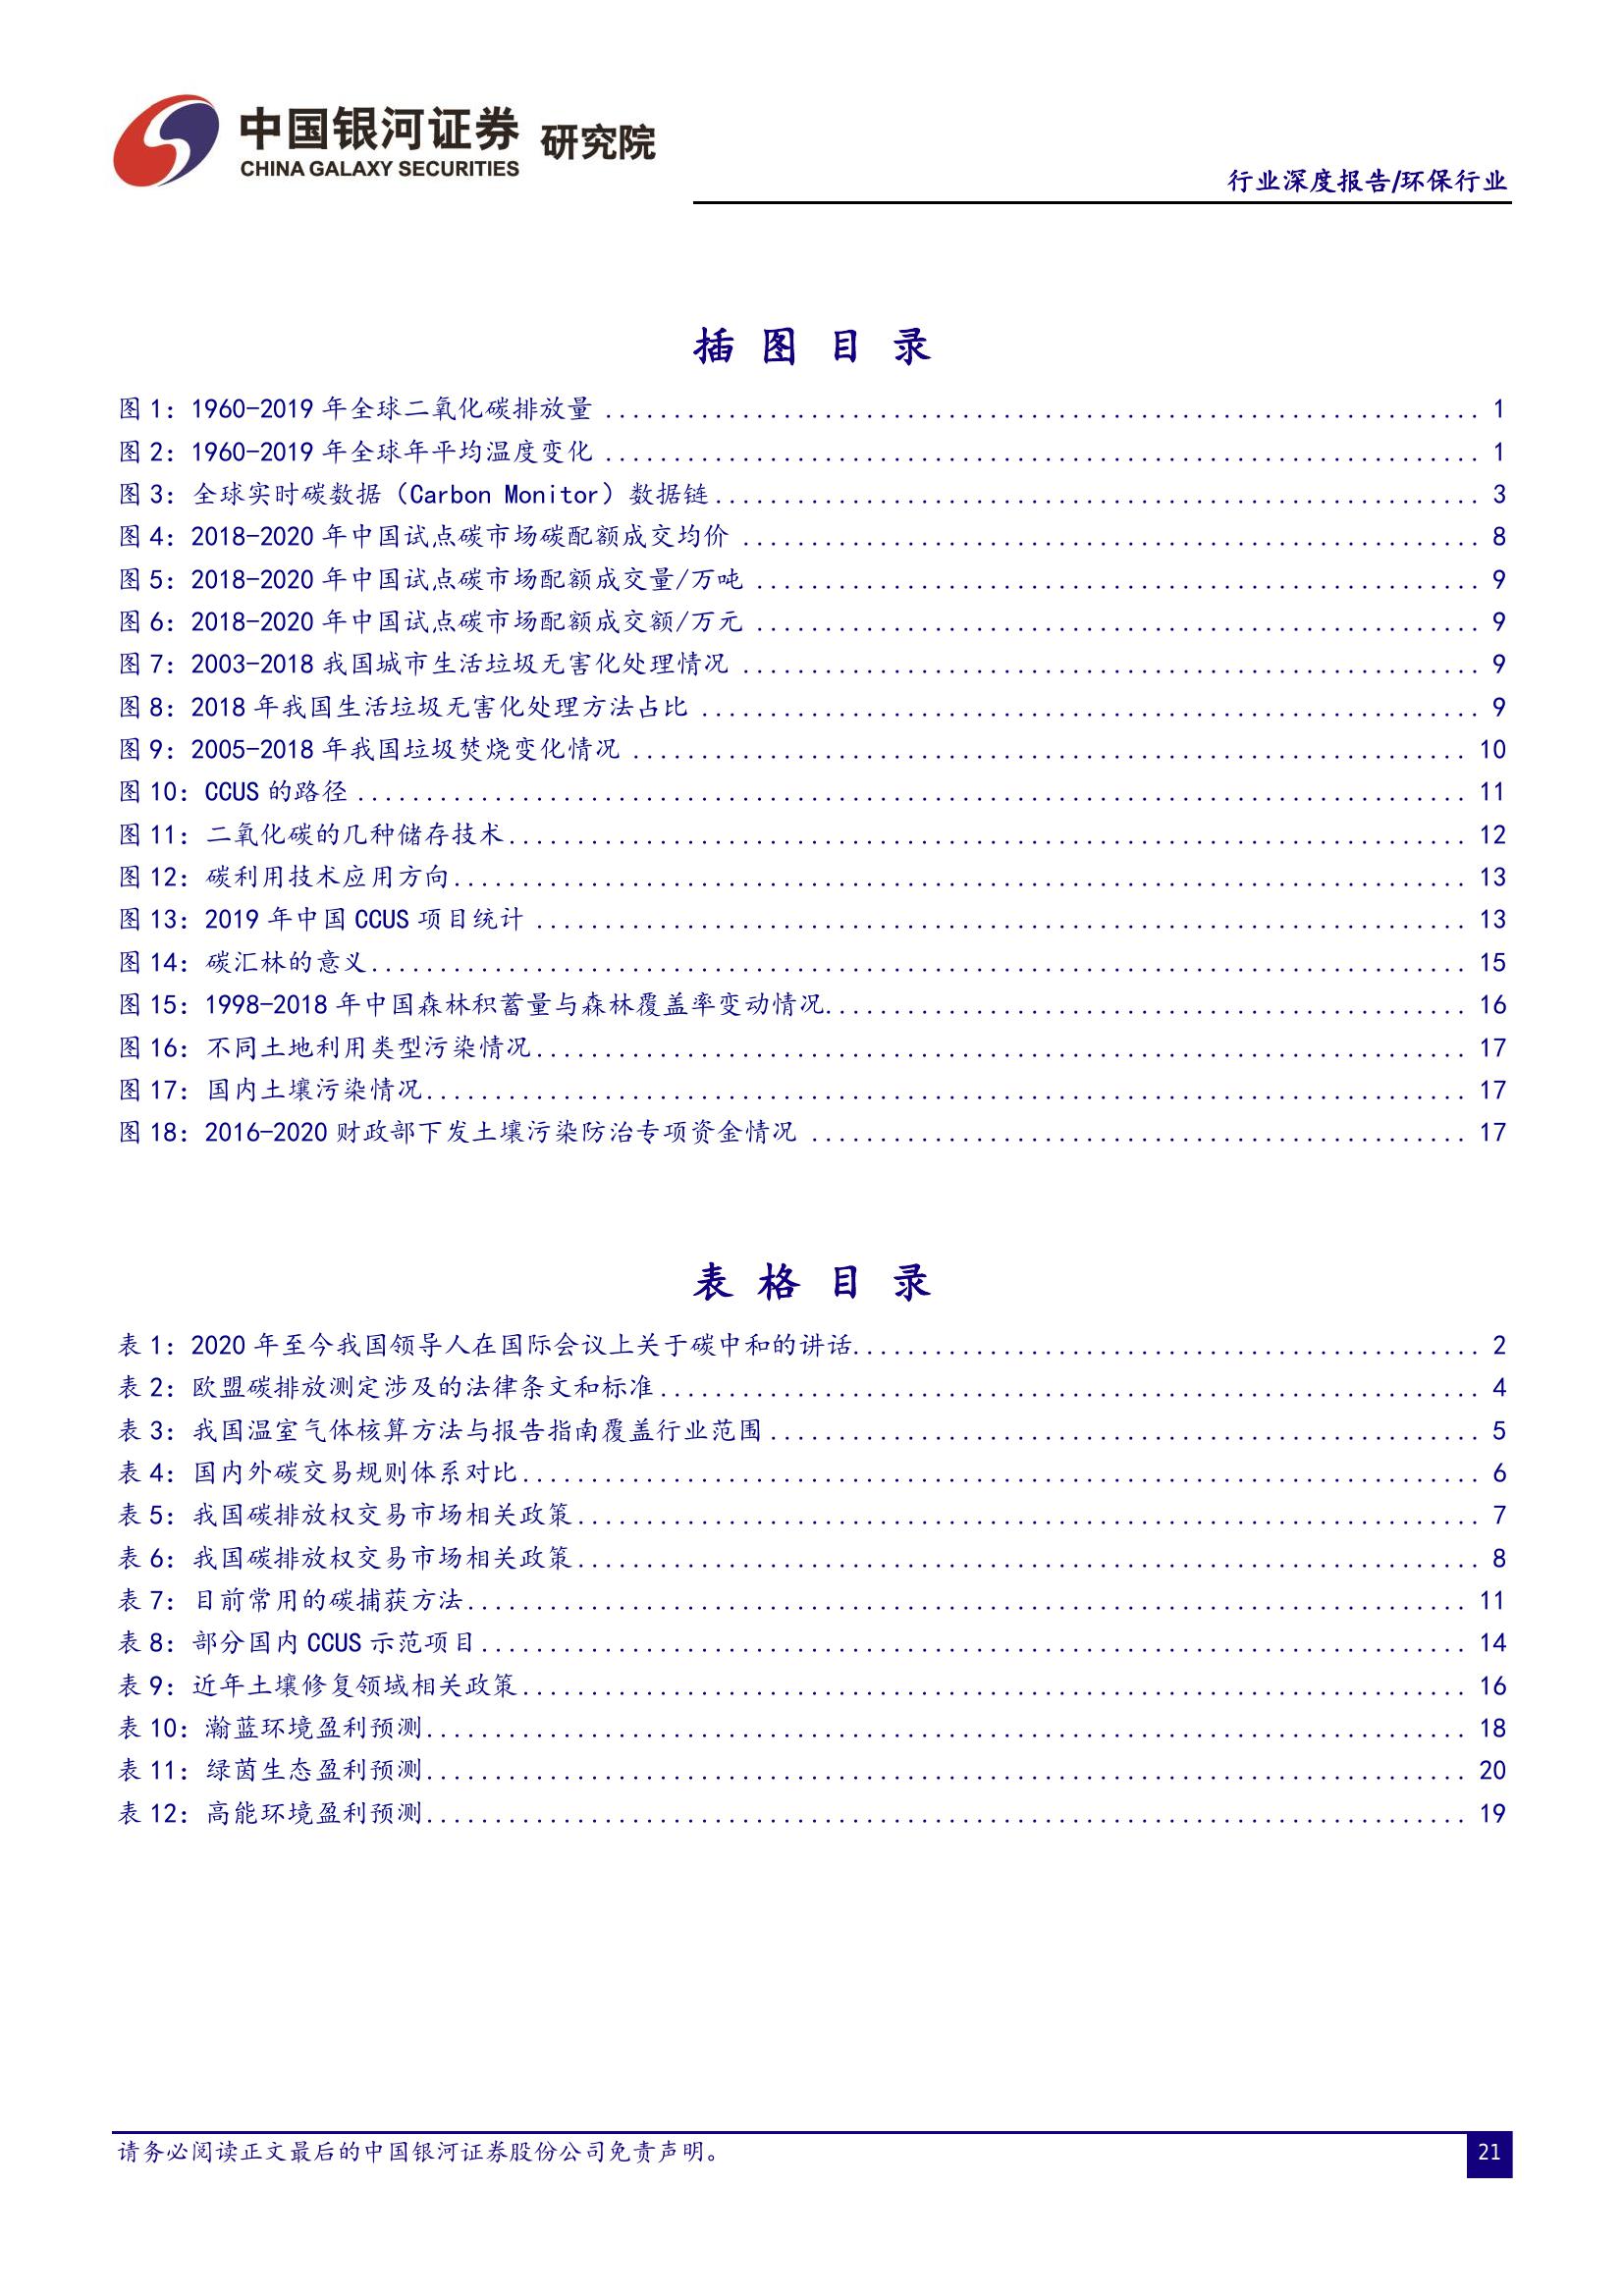 中国银河证券 研究院
CHINA GALAXY SECURITIES
行业深度报告/环保行业
插 图 目 录
图 1：1960-2019 年全球二氧化碳排放量 ........ 1
图 2：1960-2019 年全球年平均温度变化 ........ 1
图 3：全球实时碳数据（Carbon Monitor）数据链 ........ 3
图 4：2018-2020 年中国试点碳市场碳配额成交均价 ........ 8
图 5：2018-2020 年中国试点碳市场配额成交量/万吨 ........ 9
图 6：2018-2020 年中国试点碳市场配额成交额/万元 ........ 9
图 7：2003-2018 我国城市生活垃圾无害化处理情况 ........ 9
图 8：2018 年我国生活垃圾无害化处理方法占比 ........ 9
图 9：2005-2018 年我国垃圾焚烧变化情况 ........ 10
图 10：CCUS 的路径 ........ 11
图 11：二氧化碳的几种储存技术 ........ 12
图 12：碳利用技术应用方向 ........ 13
图 13：2019 年中国 CCUS 项目统计 ........ 13
图 14：碳汇林的意义 ........ 15
图 15：1998-2018 年中国森林积蓄量与森林覆盖率变动情况 ........ 16
图 16：不同土地利用类型污染情况 ........ 17
图 17：国内土壤污染情况 ........ 17
图 18：2016-2020 财政部下发土壤污染防治专项资金情况 ........ 17
表 格 目 录
表 1：2020 年至今我国领导人在国际会议上关于碳中和的讲话 ........ 2
表 2：欧盟碳排放测定涉及的法律条文和标准 ........ 4
表 3：我国温室气体核算方法与报告指南覆盖行业范围 ........ 5
表 4：国内外碳交易规则体系对比 ........ 6
表 5：我国碳排放权交易市场相关政策 ........ 7
表 6：我国碳排放权交易市场相关政策 ........ 8
表 7：目前常用的碳捕获方法 ........ 11
表 8：部分国内 CCUS 示范项目 ........ 14
表 9：近年土壤修复领域相关政策 ........ 16
表 10：瀚蓝环境盈利预测 ........ 18
表 11：绿茵生态盈利预测 ........ 20
表 12：高能环境盈利预测 ........ 19
请务必阅读正文最后的中国银河证券股份公司免责声明。
21